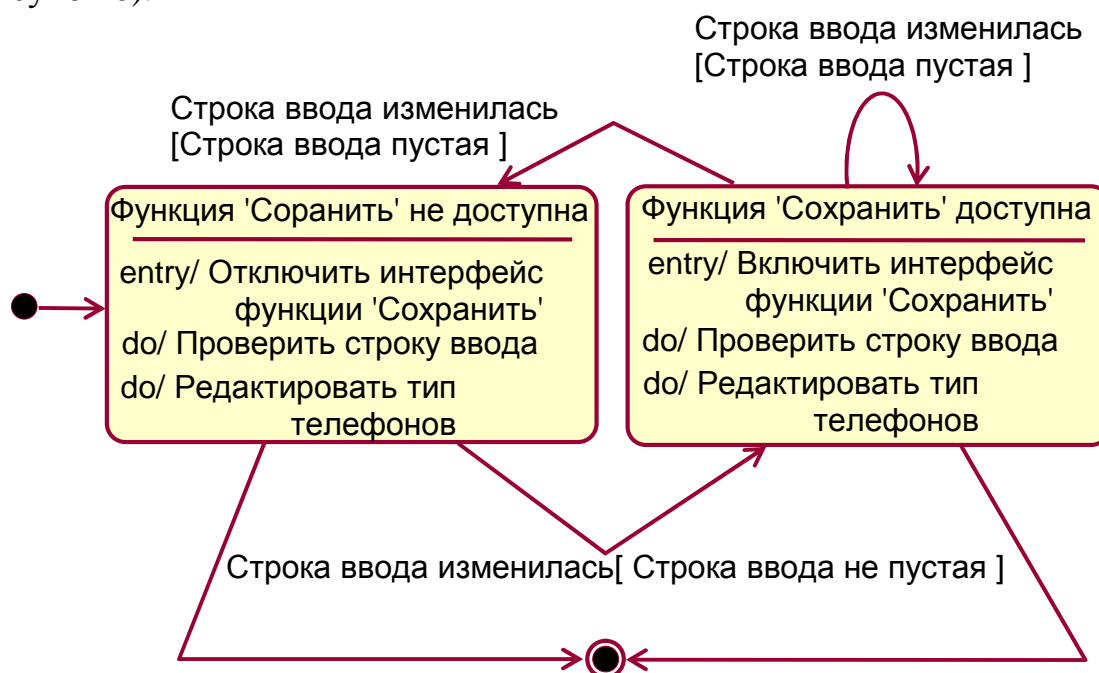 Строка ввода изменилась
[Строка ввода пустая ]
Строка ввода изменилась
[Строка ввода пустая ]
Функция 'Соранить' не доступна
entry/ Отключить интерфейс
функции 'Сохранить'
do/ Проверить строку ввода
do/ Редактировать тип
телефонов
Функция 'Сохранить' доступна
entry/ Включить интерфейс
функции 'Сохранить'
do/ Проверить строку ввода
do/ Редактировать тип
телефонов
Строка ввода изменилась[ Строка ввода не пустая ]